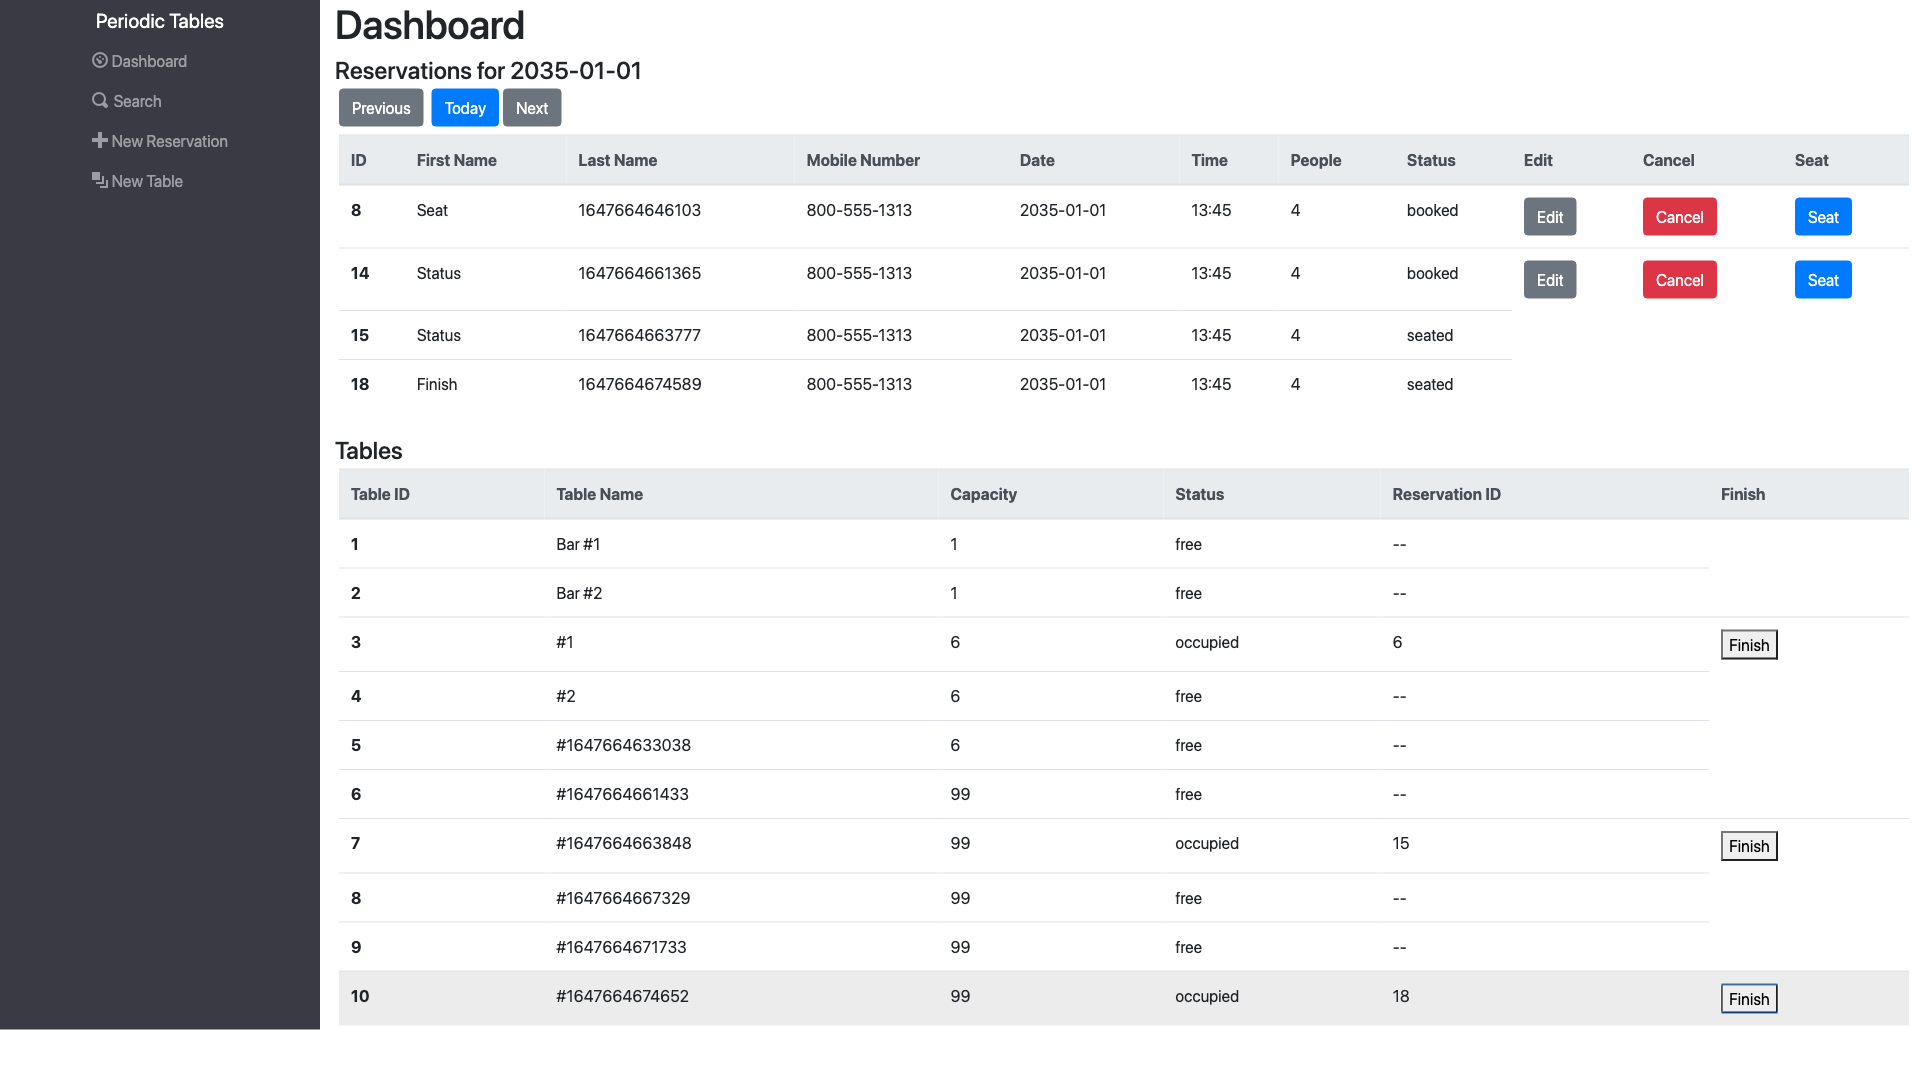 Periodic Tables
Dashboard
Search
New Reservation
New Table
Dashboard
Reservations for 2035-01-01
Previous Today Next
ID First Name Last Name Mobile Number Date Time People Status Edit Cancel Seat
8 Seat 1647664646103 800-555-1313 2035-01-01 13:45 4 booked Edit Cancel Seat
14 Status 1647664661365 800-555-1313 2035-01-01 13:45 4 booked Edit Cancel Seat
15 Status 1647664663777 800-555-1313 2035-01-01 13:45 4 seated
18 Finish 1647664674589 800-555-1313 2035-01-01 13:45 4 seated
Tables
Table ID Table Name Capacity Status Reservation ID Finish
1 Bar #1 1 free --
2 Bar #2 1 free --
3 #1 6 occupied 6 Finish
4 #2 6 free --
5 #1647664633038 6 free --
6 #1647664661433 99 free --
7 #1647664663848 99 occupied 15 Finish
8 #1647664667329 99 free --
9 #1647664671733 99 free --
10 #1647664674652 99 occupied 18 Finish